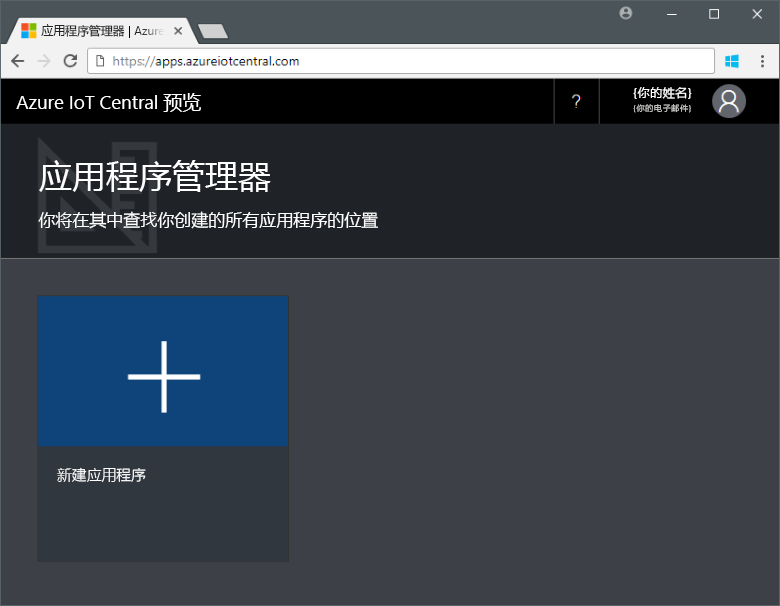 应用程序管理器 | Azure
https://apps.azureiotcentral.com
Azure IoT Central 预览
?
{你的姓名}
{你的电子邮件}
应用程序管理器
你将在其中查找你创建的所有应用程序的位置
新建应用程序